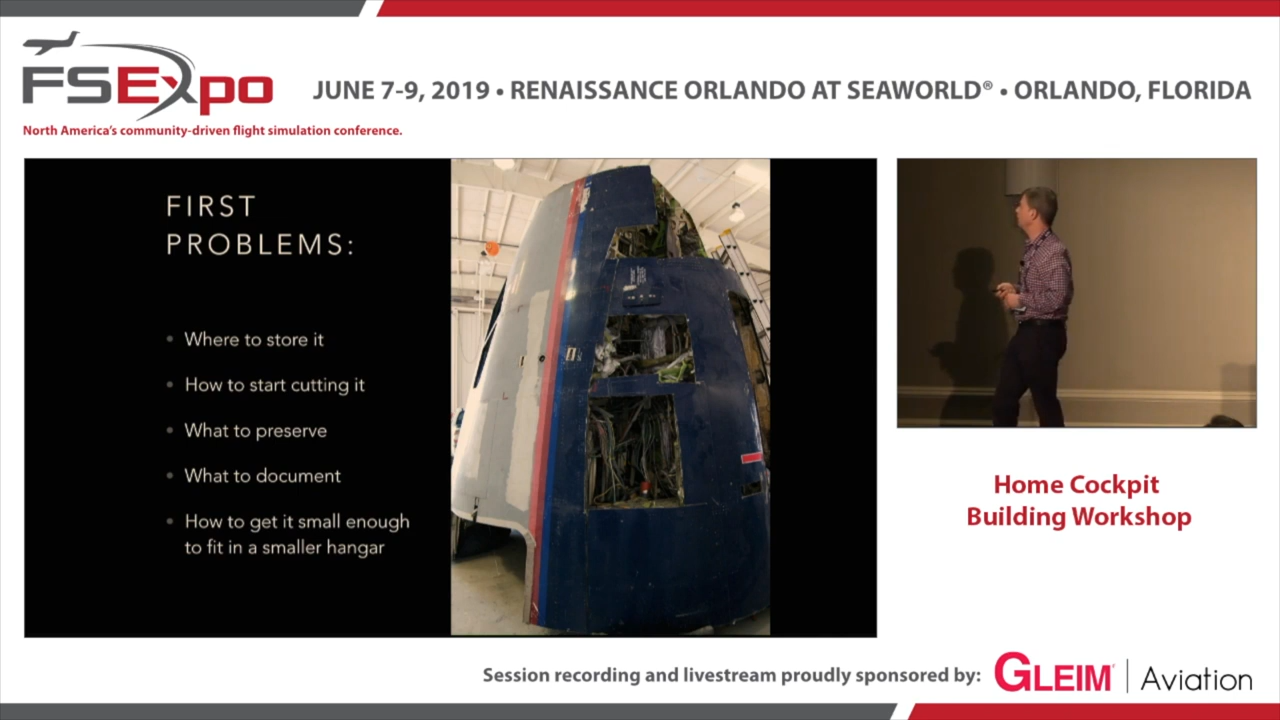 FSExpo
North America's community-driven flight simulation conference.
JUNE 7-9, 2019 • RENAISSANCE ORLANDO AT SEAWORLD® • ORLANDO, FLORIDA
FIRST
PROBLEMS:
• Where to store it
• How to start cutting it
• What to preserve
• What to document
• How to get it small enough
to fit in a smaller hangar
Home Cockpit
Building Workshop
Session recording and livestream proudly sponsored by:
GLEIM® | Aviation